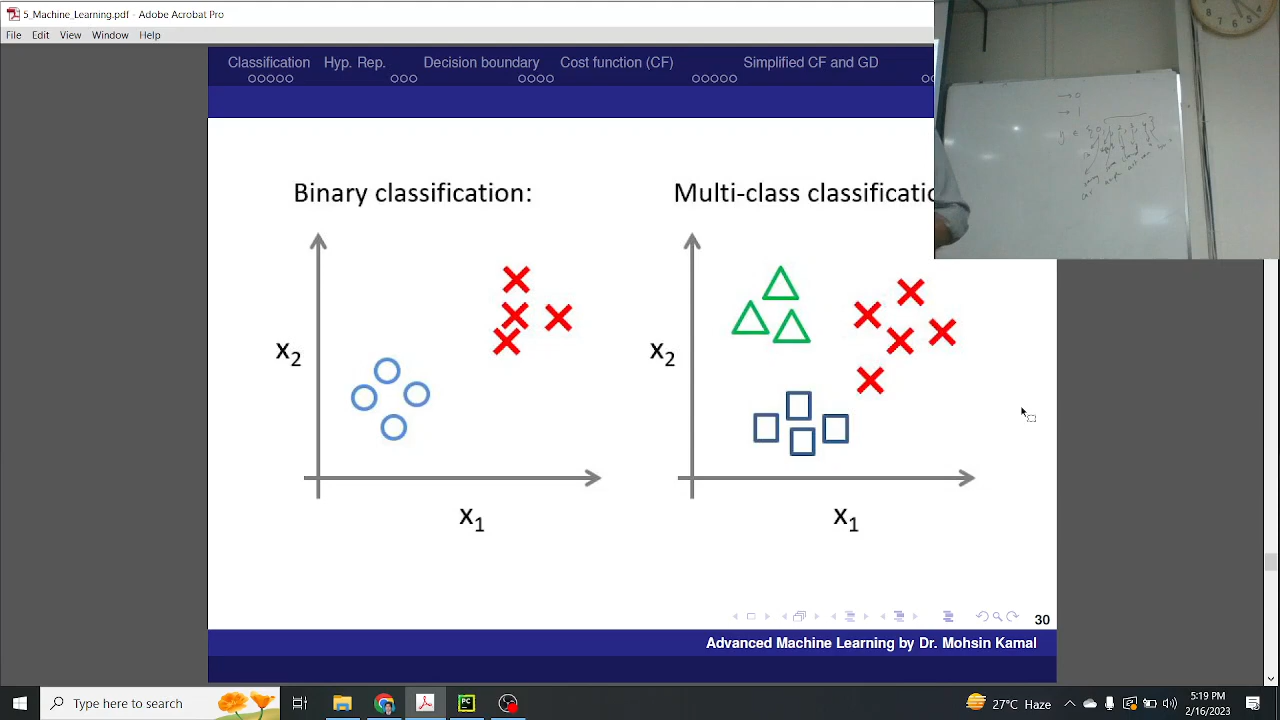 5_Machine_Learning.pdf - Adobe Acrobat Pro
File Edit View Window Help
Classification Hyp. Rep. Decision boundary Cost function (CF) Simplified CF and GD
Binary classification:
Multi-class classificatio
x2
x1
x2
x1
30
Advanced Machine Learning by Dr. Mohsin Kamal
Type here to search
PC
27°C Haze
5:19 PM
2/16/2023